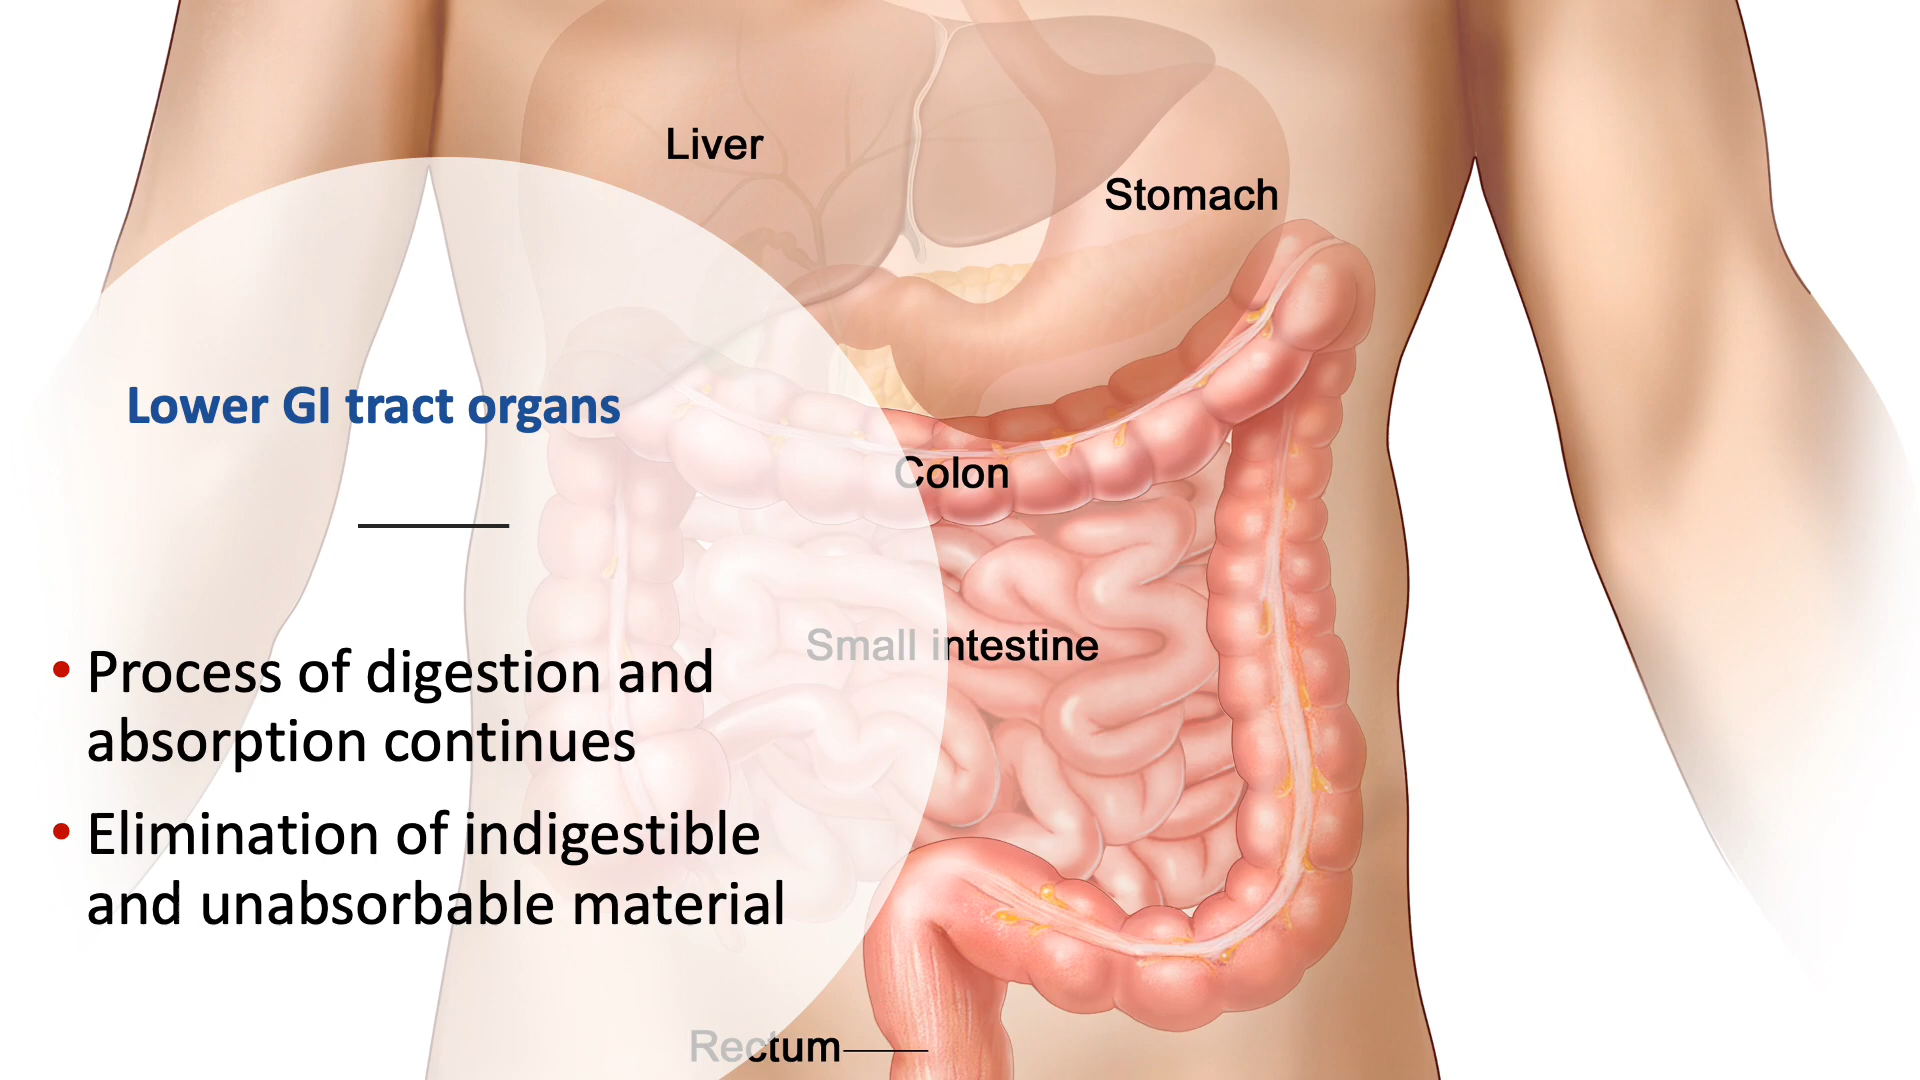 Liver
Stomach
Lower GI tract organs
Colon
Small intestine
• Process of digestion and
absorption continues
• Elimination of indigestible
and unabsorbable material
Rectum